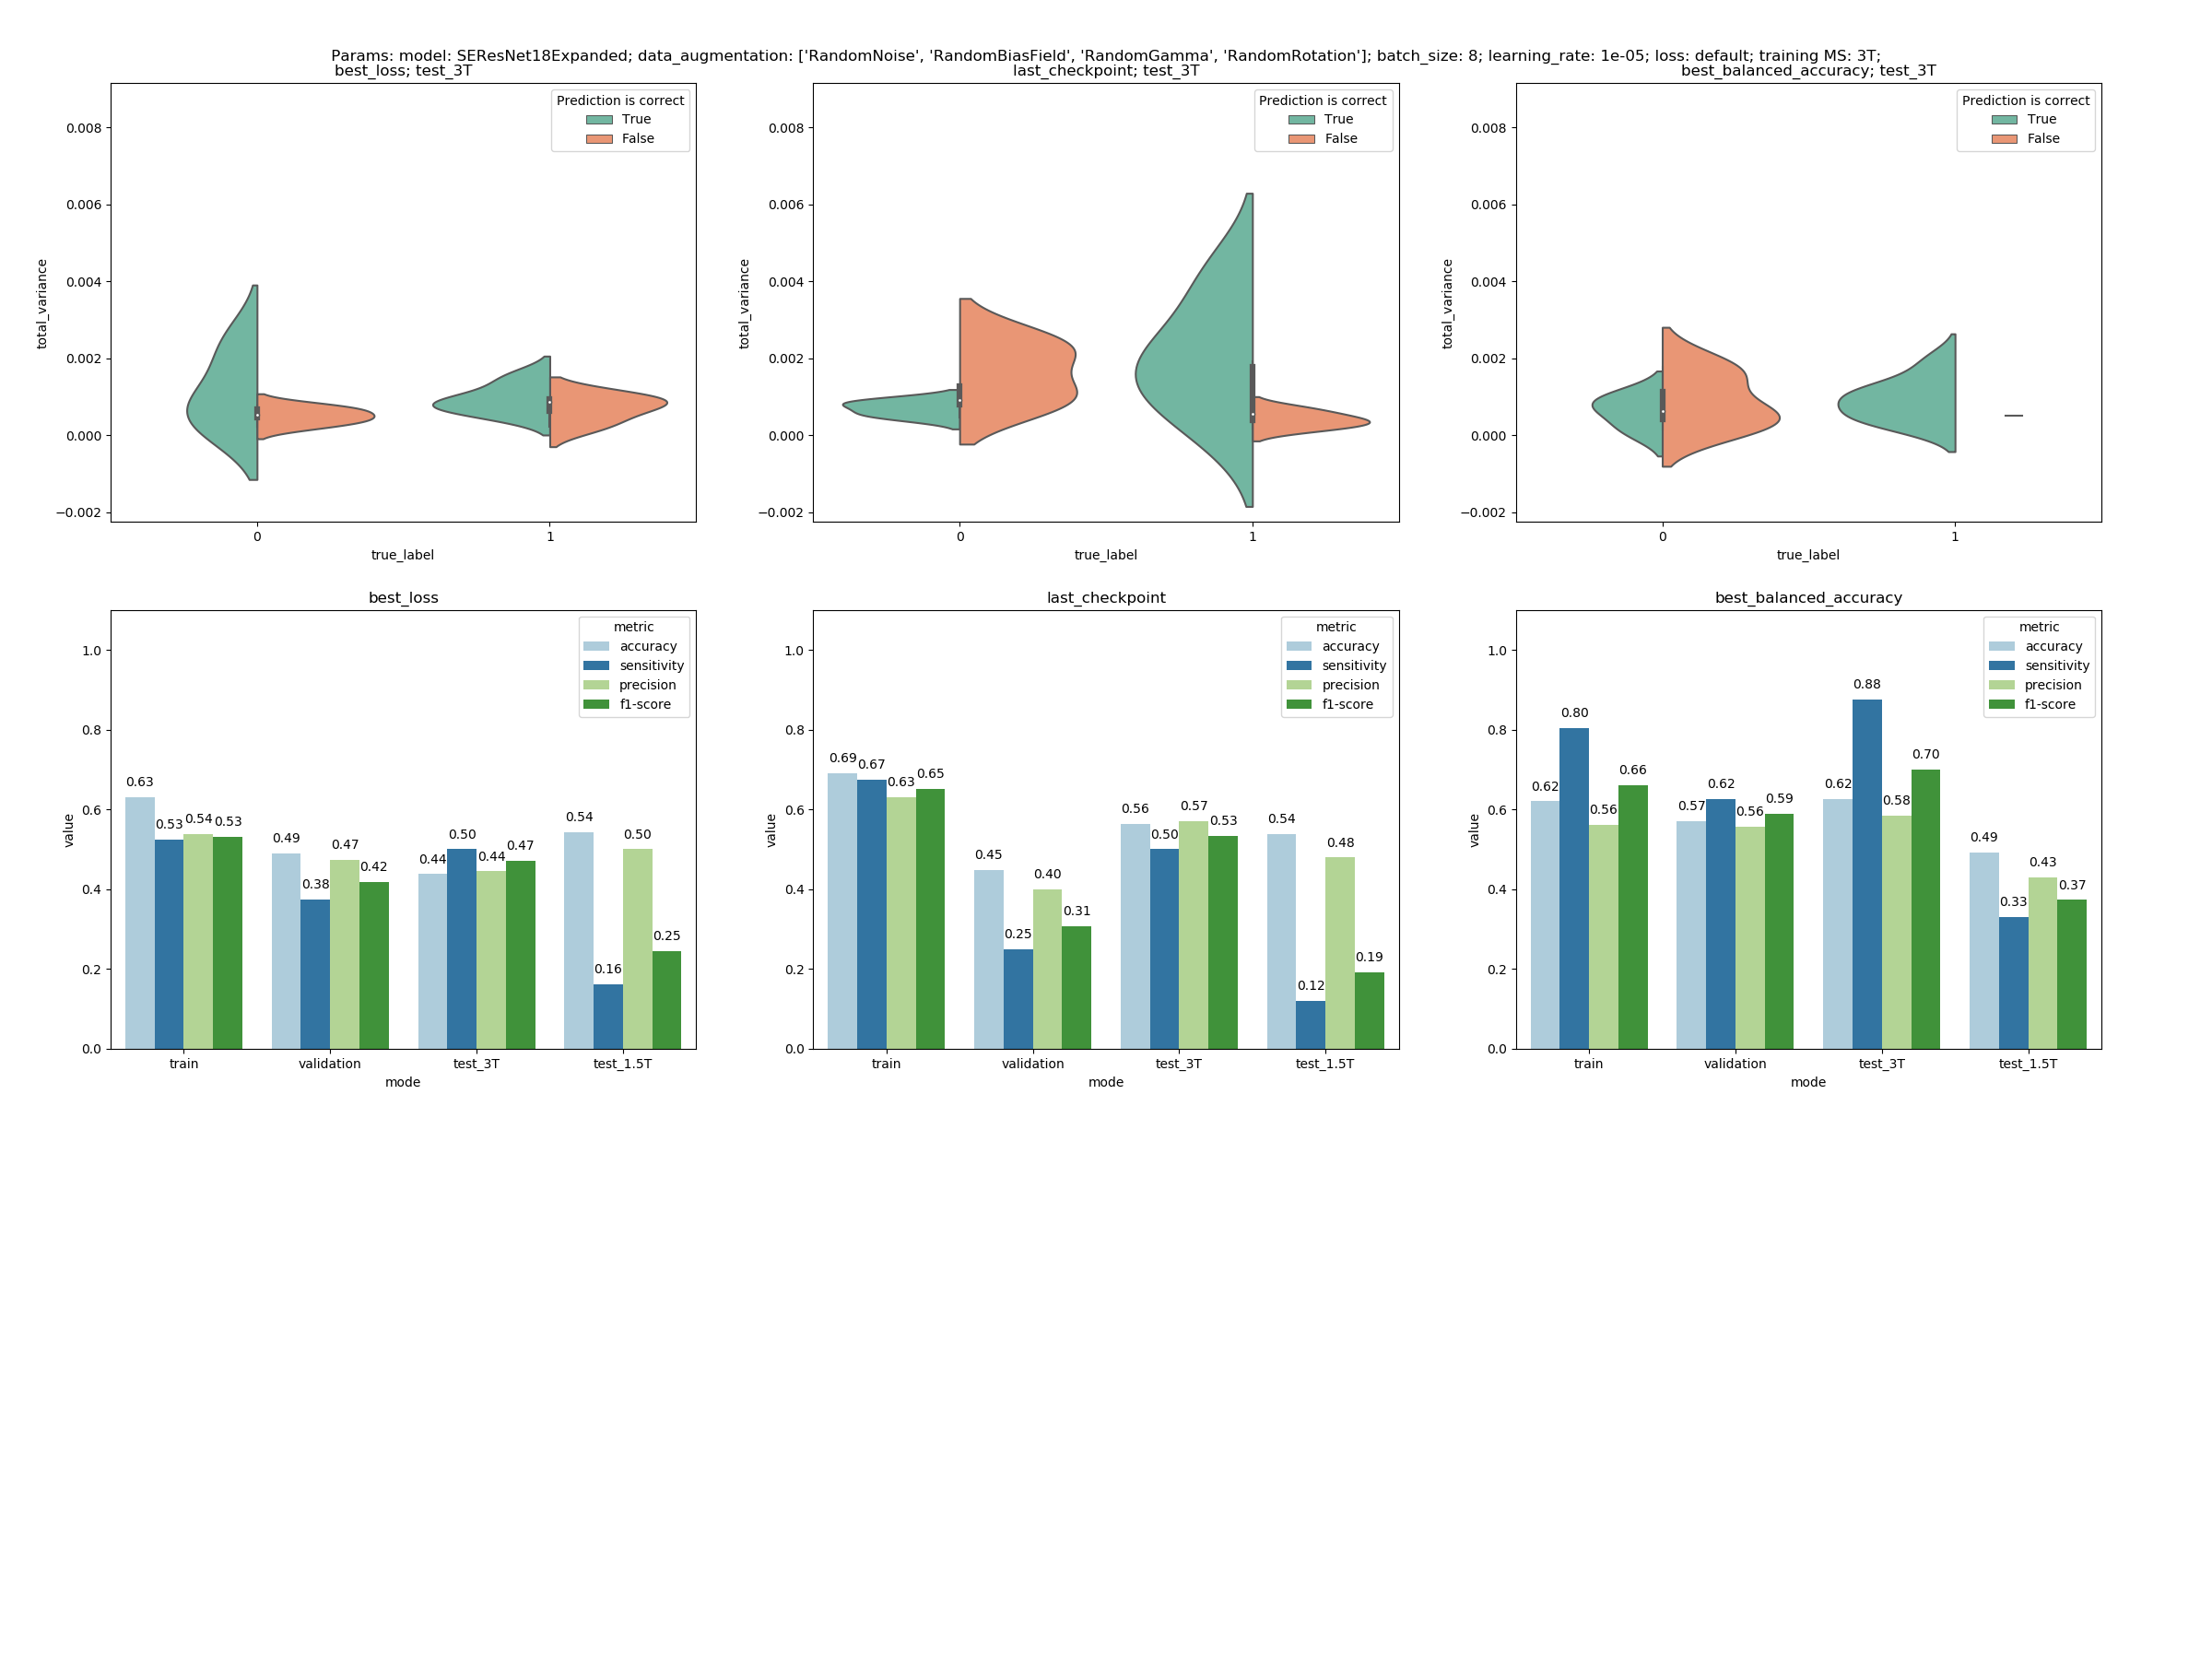 Params: model: SEResNet18Expanded; data_augmentation: ['RandomNoise', 'RandomBiasField', 'RandomGamma', 'RandomRotation']; batch_size: 8; learning_rate: 1e-05; loss: default; training MS: 3T;
best_loss; test_3T
Prediction is correct
True
False
0.008
0.006
0.004
0.002
0.000
−0.002
total_variance
0
1
true_label
last_checkpoint; test_3T
Prediction is correct
True
False
0.008
0.006
0.004
0.002
0.000
−0.002
total_variance
0
1
true_label
best_balanced_accuracy; test_3T
Prediction is correct
True
False
0.008
0.006
0.004
0.002
0.000
−0.002
total_variance
0
1
true_label
best_loss
metric
accuracy
sensitivity
precision
f1-score
1.0
0.8
0.6
0.4
0.2
0.0
value
0.63
0.53
0.54
0.53
0.49
0.38
0.47
0.42
0.44
0.50
0.44
0.47
0.54
0.16
0.50
0.25
train
validation
test_3T
test_1.5T
mode
last_checkpoint
metric
accuracy
sensitivity
precision
f1-score
1.0
0.8
0.6
0.4
0.2
0.0
value
0.69
0.67
0.63
0.65
0.45
0.25
0.40
0.31
0.56
0.50
0.57
0.53
0.54
0.12
0.48
0.19
train
validation
test_3T
test_1.5T
mode
best_balanced_accuracy
metric
accuracy
sensitivity
precision
f1-score
1.0
0.8
0.6
0.4
0.2
0.0
value
0.62
0.80
0.56
0.66
0.57
0.62
0.56
0.59
0.62
0.88
0.58
0.70
0.49
0.33
0.43
0.37
train
validation
test_3T
test_1.5T
mode